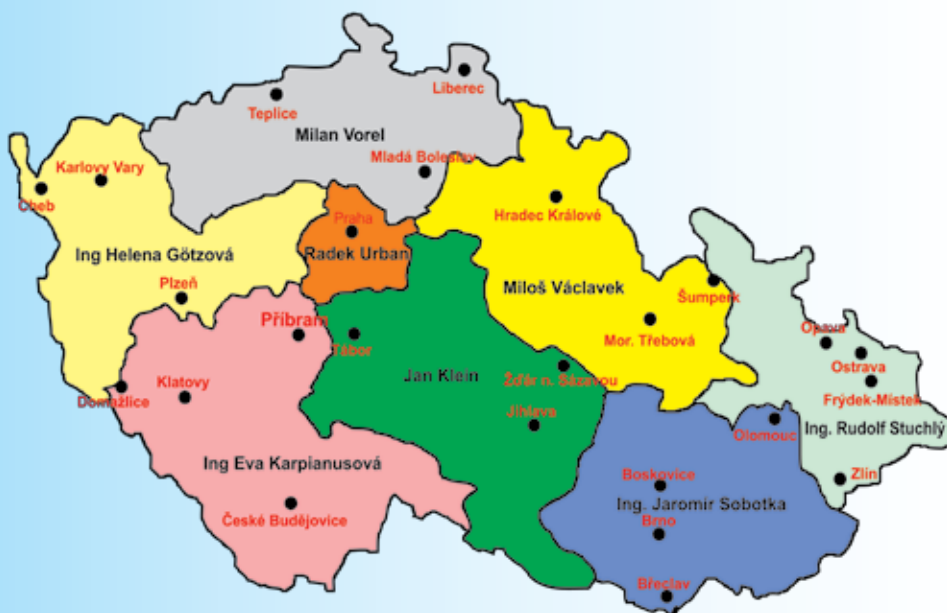 Liberec
Teplice
Milan Vorel
Mladá Boleslav
Karlovy Vary
Cheb
Hradec Králové
Praha
Ing Helena Götzová
Radek Urban
Plzeň
Miloš Václavek
Šumperk
Příbram
Opava
Tábor
Mor. Třebová
Ostrava
Žďár n. Sázavou
Jan Klein
Klatovy
Domažlice
Frýdek-Místek
Jihlava
Olomouc
Ing. Rudolf Stuchlý
Ing Eva Karpianusová
Boskovice
Zlín
Ing. Jaromír Sobotka
České Budějovice
Brno
Břeclav